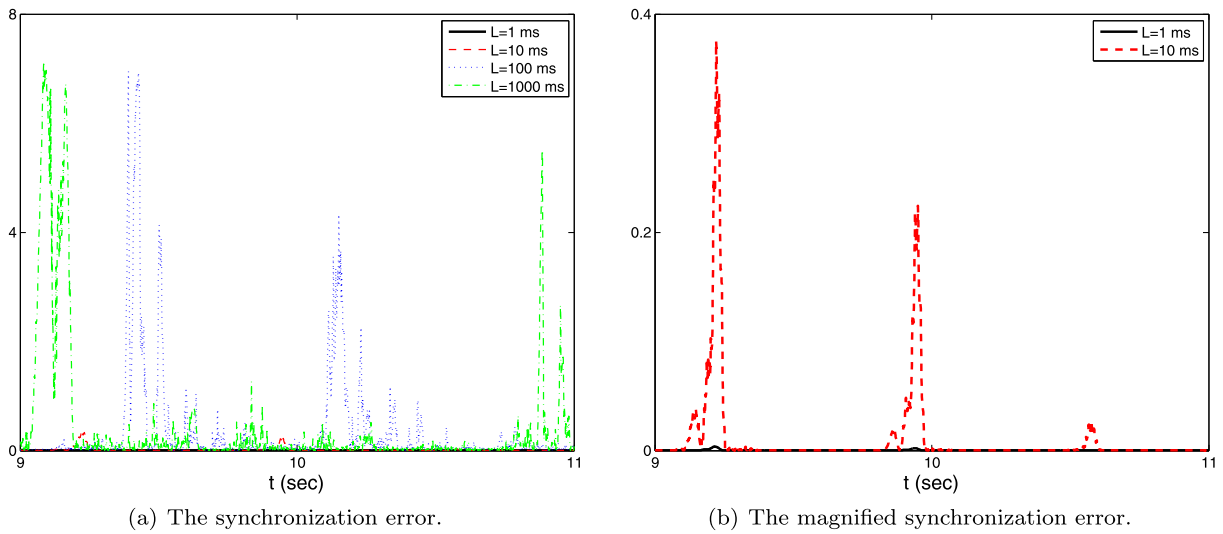 8
4
0
9
10
11
t (sec)
L=1 ms
L=10 ms
L=100 ms
L=1000 ms
(a) The synchronization error.
0.4
0.2
0
9
10
11
t (sec)
L=1 ms
L=10 ms
(b) The magnified synchronization error.